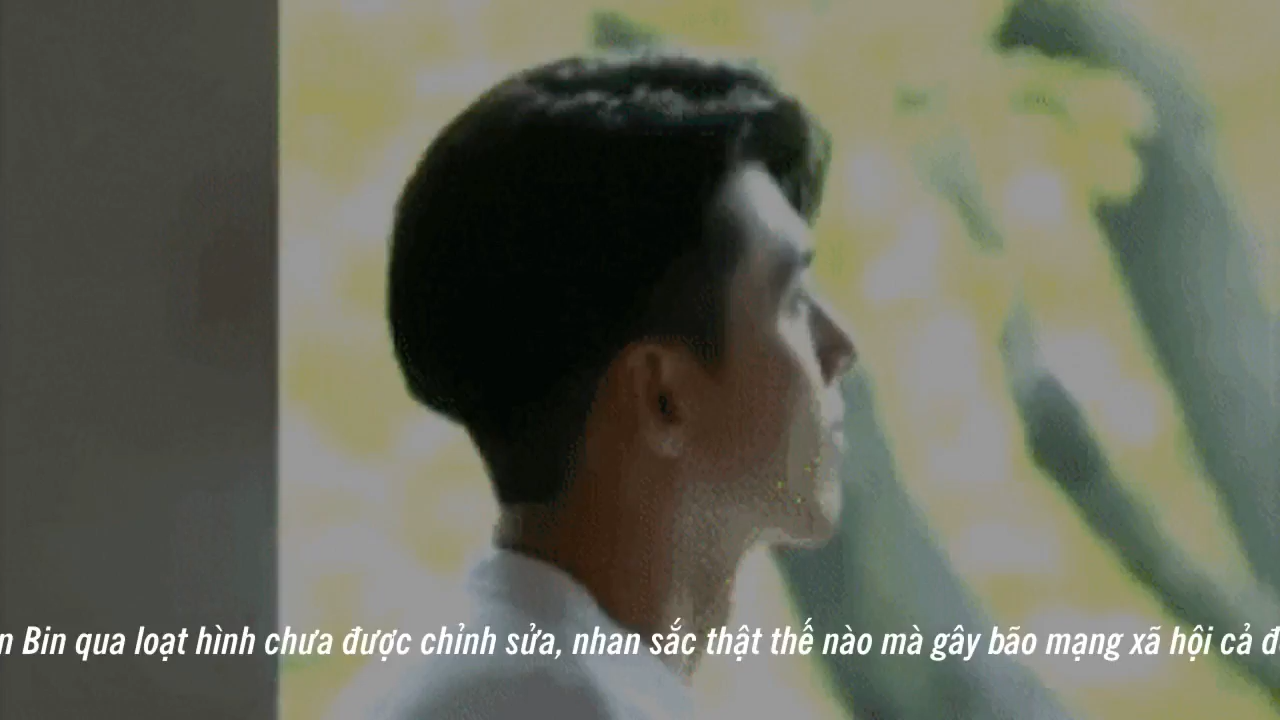 n Bin qua loạt hình chưa được chỉnh sửa, nhan sắc thật thế nào mà gây bão mạng xã hội cả